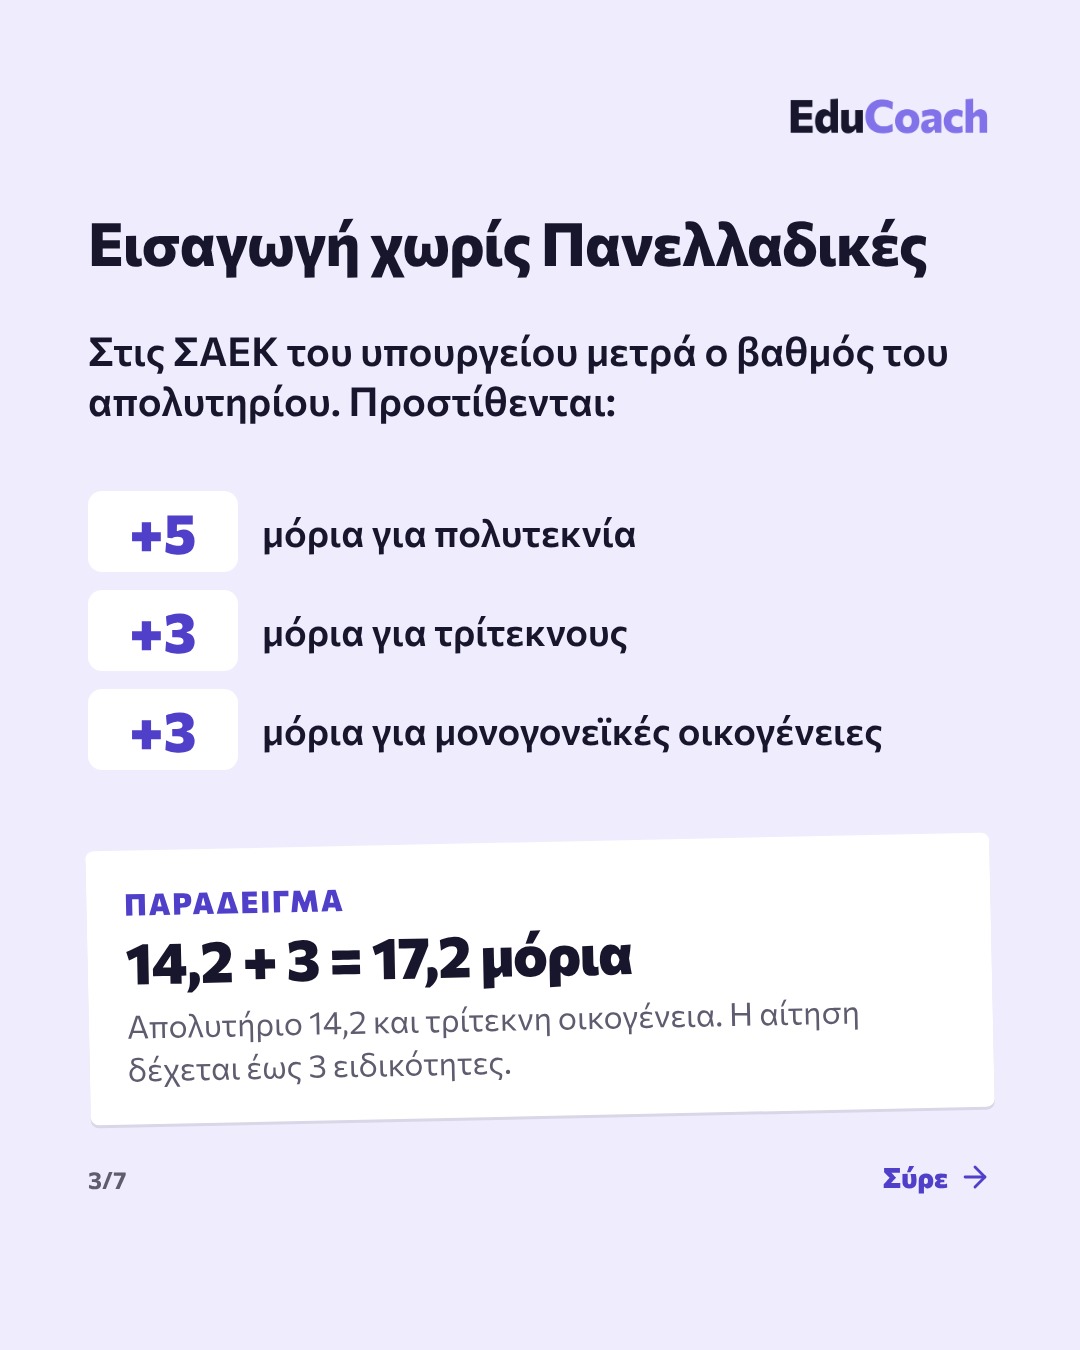 EduCoach
Εισαγωγή χωρίς Πανελλαδικές
Στις ΣΑΕΚ του υπουργείου μετρά ο βαθμός του
απολυτηρίου. Προστίθενται:
+5 μόρια για πολυτεκνία
+3 μόρια για τρίτεκνους
+3 μόρια για μονογονεϊκές οικογένειες
ΠΑΡΑΔΕΙΓΜΑ
14,2 + 3 = 17,2 μόρια
Απολυτήριο 14,2 και τρίτεκνη οικογένεια. Η αίτηση
δέχεται έως 3 ειδικότητες.
3/7
Σύρε →